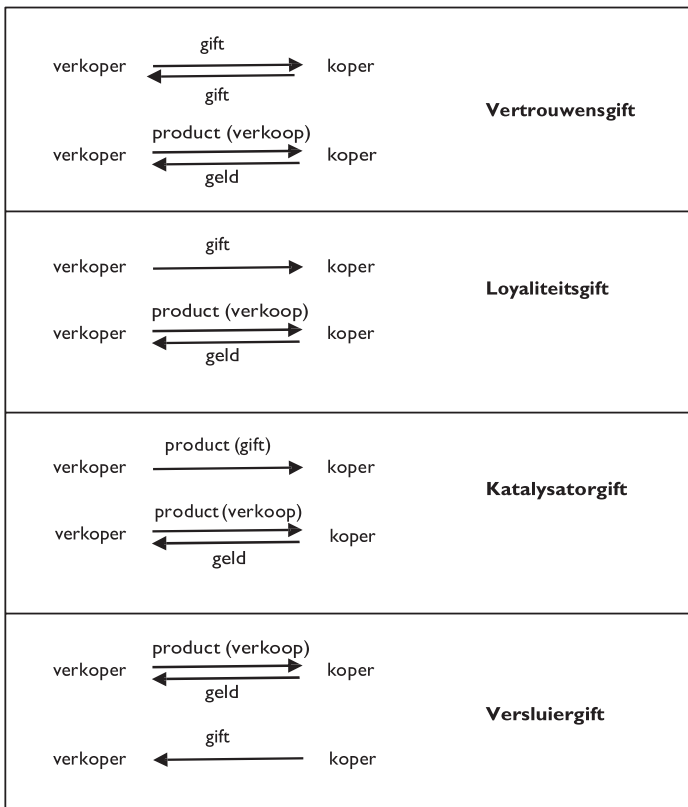 gift
verkoper koper
gift
Vertrouwensgift
product (verkoop)
verkoper koper
geld
gift
verkoper koper
Loyaliteitsgift
product (verkoop)
verkoper koper
geld
product (gift)
verkoper koper
Katalysatorgift
product (verkoop)
verkoper koper
geld
product (verkoop)
verkoper koper
geld
Versluiergift
gift
verkoper koper